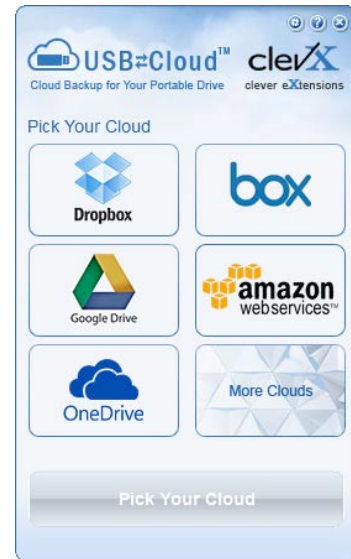 USB⇄Cloud™
Cloud Backup for Your Portable Drive
clevX
clever eXtensions
Pick Your Cloud
Dropbox
box
Google Drive
amazon
webservices™
OneDrive
More Clouds
Pick Your Cloud